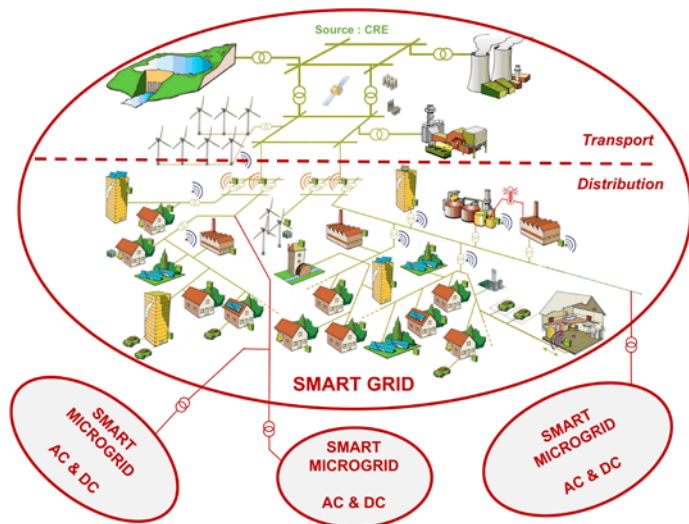 Source : CRE
Transport
Distribution
SMART GRID
SMART
MICROGRID
AC & DC
SMART
MICROGRID
AC & DC
SMART
MICROGRID
AC & DC